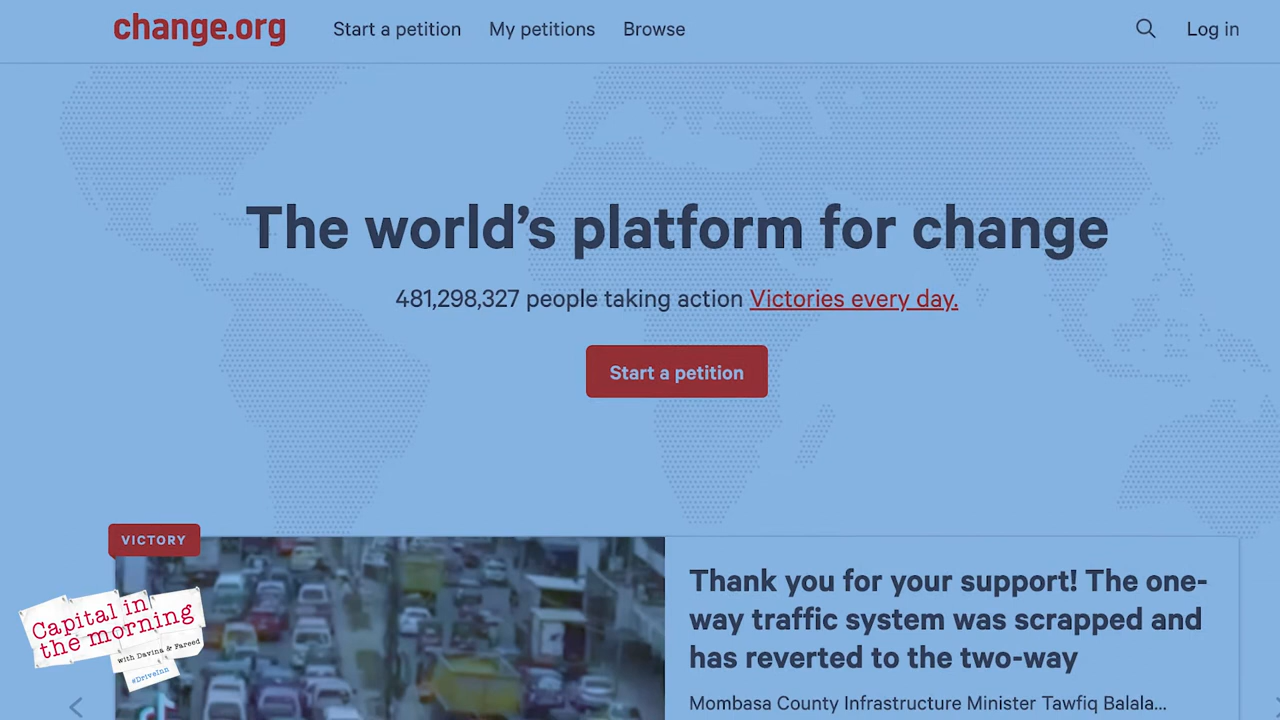 change.org Start a petition My petitions Browse Log in
The world's platform for change
481,298,327 people taking action Victories every day.
Start a petition
VICTORY
Thank you for your support! The one-
way traffic system was scrapped and
has reverted to the two-way
Mombasa County Infrastructure Minister Tawfiq Balala...
Capital in
the morning
with Davina & Fareed
#DriveInn